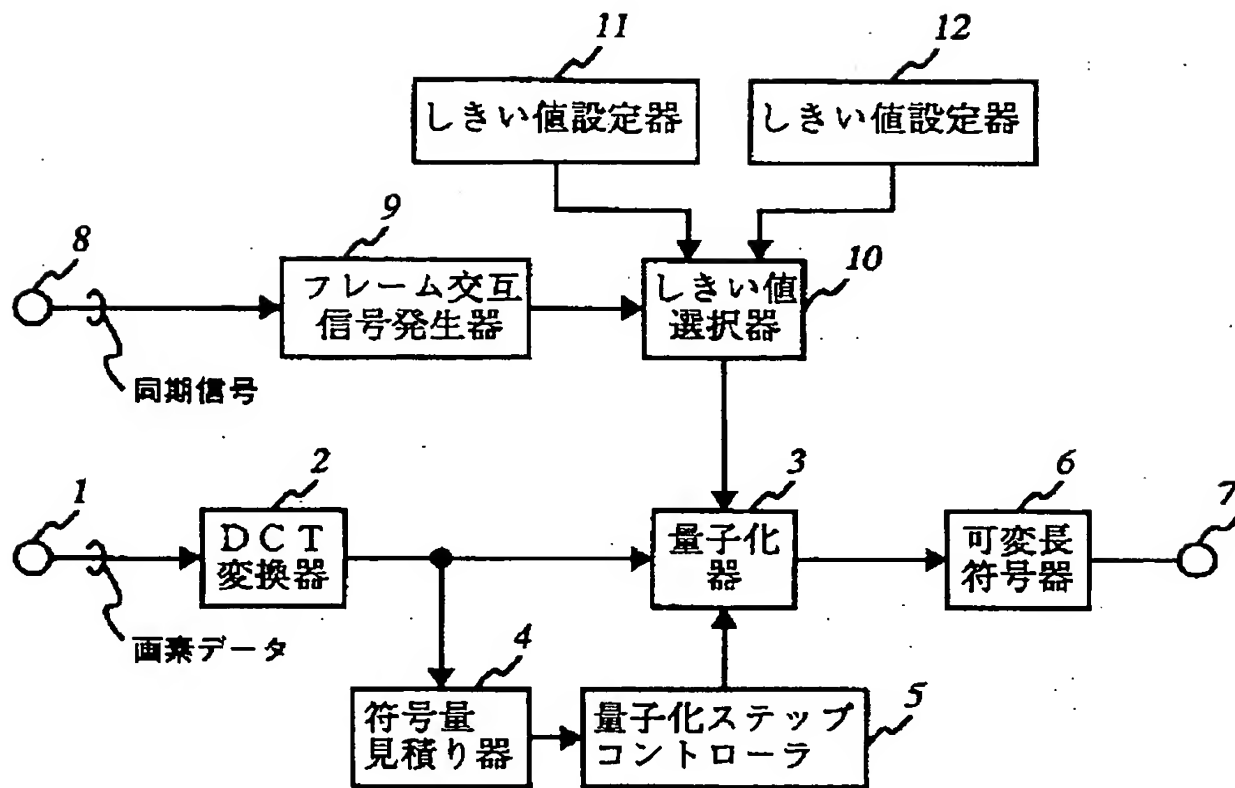 11
12
しきい値設定器
しきい値設定器
8
9
10
フレーム交互
信号発生器
しきい値
選択器
同期信号
1
2
3
6
7
DCT
変換器
量子化
器
可変長
符号器
画素データ
4
5
符号量
見積り器
量子化ステップ
コントローラ